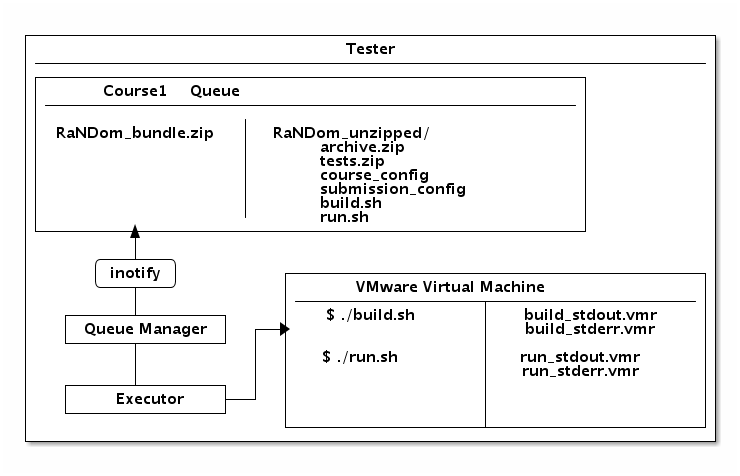 Tester
Course1 Queue
RaNDom_bundle.zip
RaNDom_unzipped/
archive.zip
tests.zip
course_config
submission_config
build.sh
run.sh
inotify
Queue Manager
Executor
VMware Virtual Machine
$ ./build.sh
build_stdout.vmr
build_stderr.vmr
$ ./run.sh
run_stdout.vmr
run_stderr.vmr